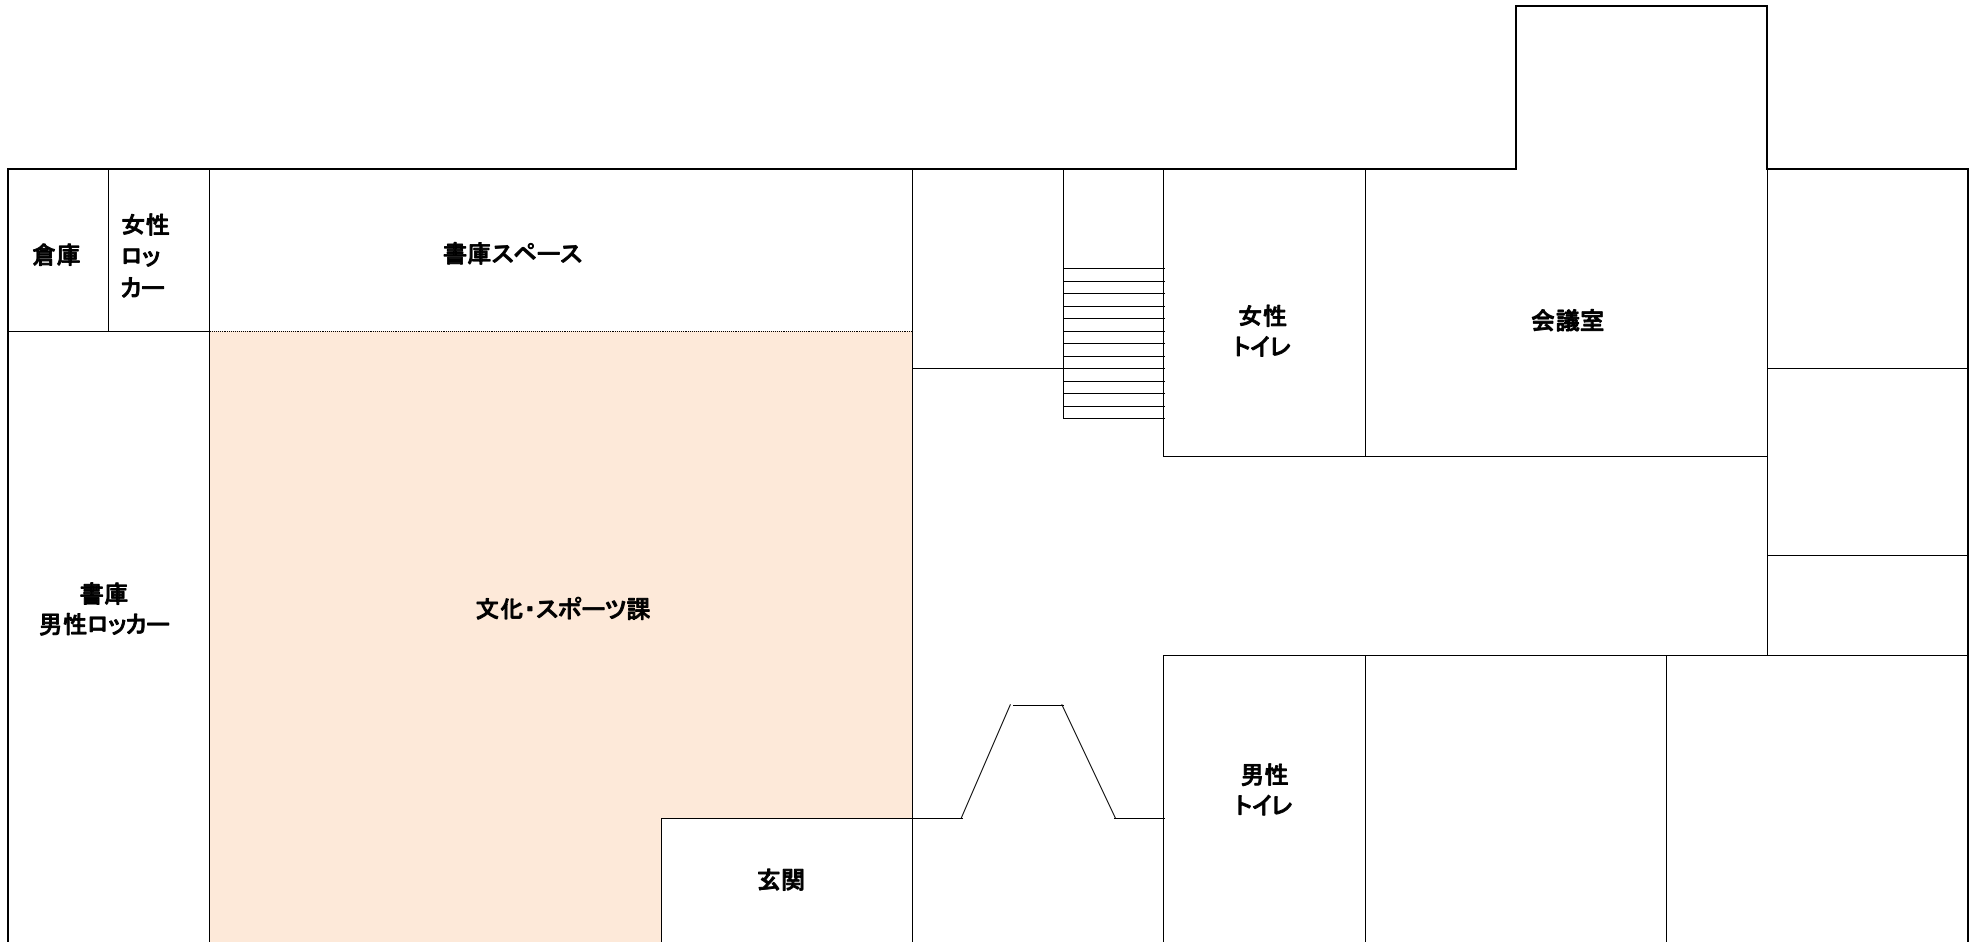 倉庫
女性
ロッ
カー
書庫スペース
女性
トイレ
会議室
書庫
男性ロッカー
文化・スポーツ課
男性
トイレ
玄関